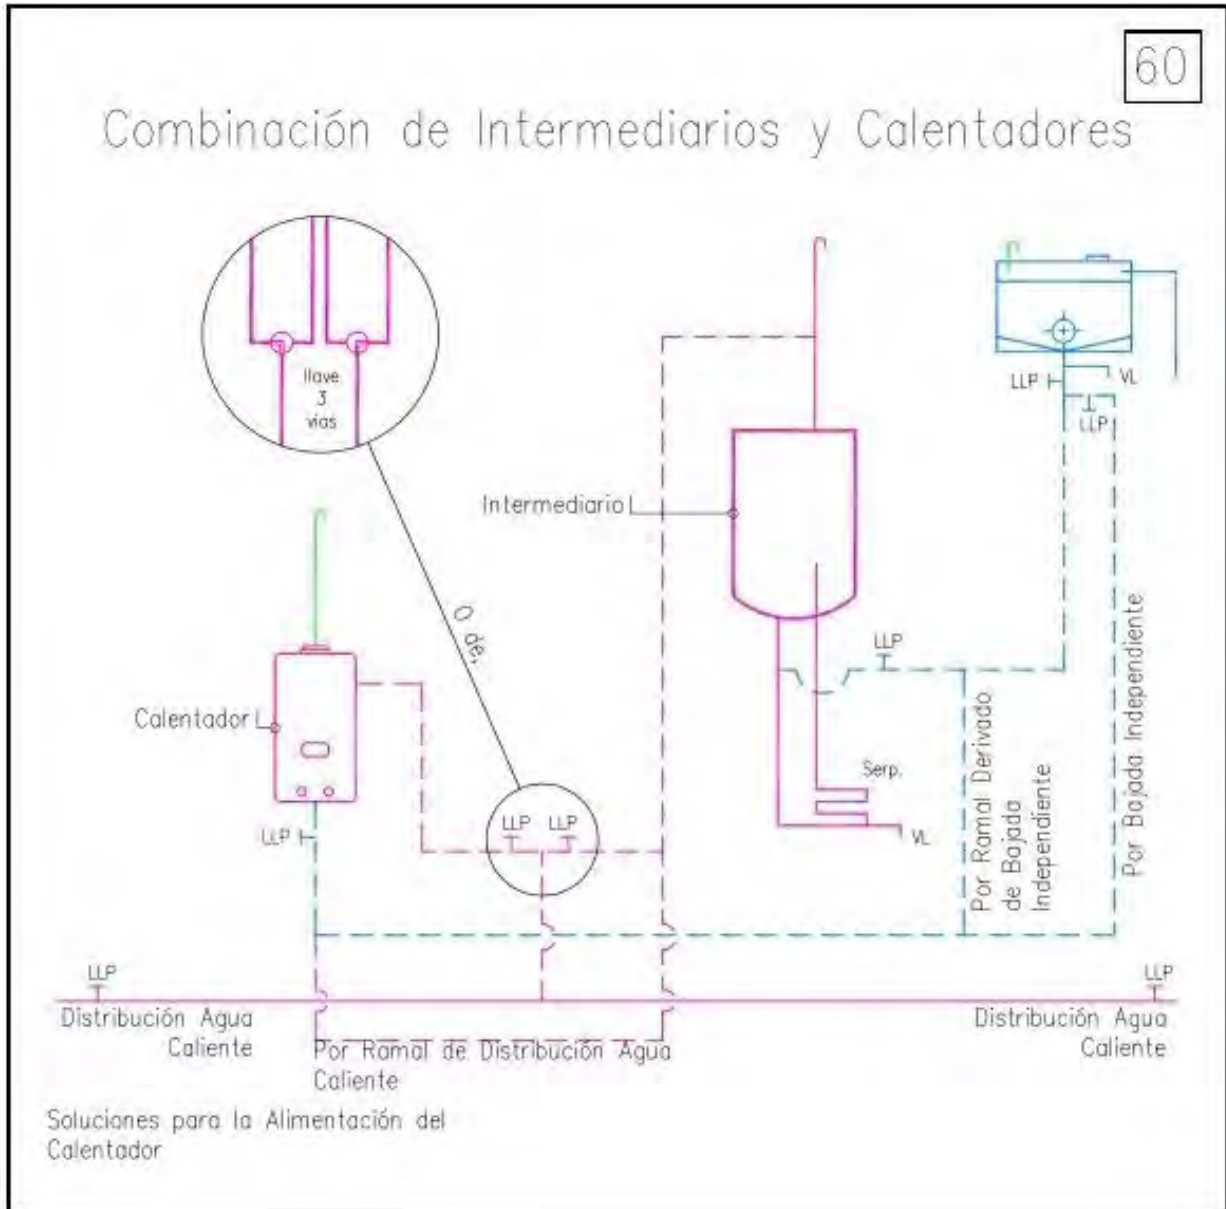 60
Combinación de Intermediarios y Calentadores
llave
3
vias
LLP
VL
LLP
Intermediario
O de,
LLP
Calentador
Serp.
LLP
LLP
LLP
VL
Por Ramal Derivado
de Bajada
Independiente
Por Bajada Independiente
LLP
LLP
Distribución Agua
Caliente
Distribución Agua
Caliente
Por Ramal de Distribución Agua
Caliente
Soluciones para la Alimentación del
Calentador